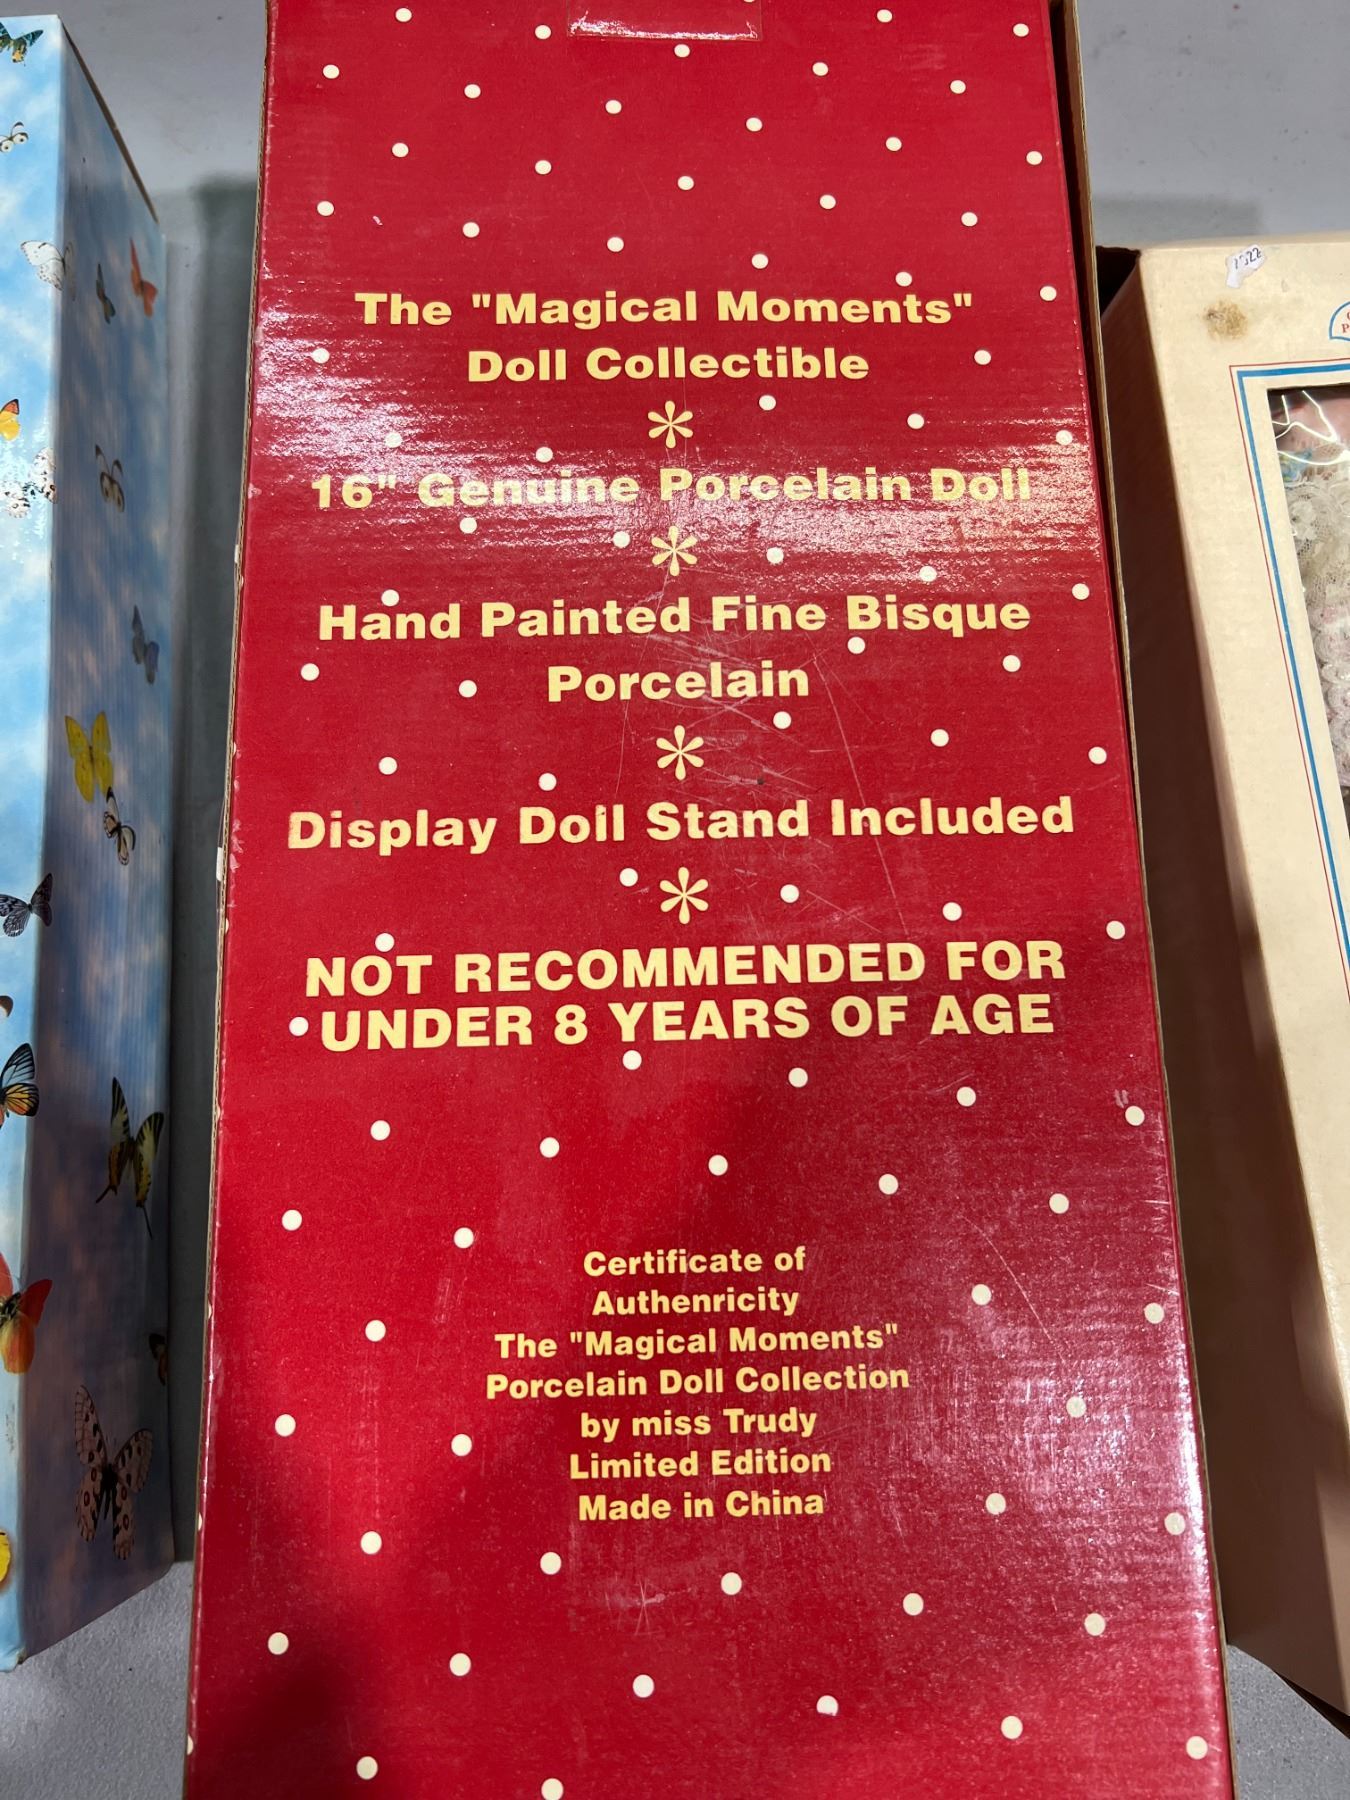 The "Magical Moments"
Doll Collectible
*
16" Genuine Porcelain Doll
*
Hand Painted Fine Bisque
Porcelain
*
Display Doll Stand Included
*
NOT RECOMMENDED FOR
UNDER 8 YEARS OF AGE
Certificate of
Authenricity
The "Magical Moments"
Porcelain Doll Collection
by miss Trudy
Limited Edition
Made in China